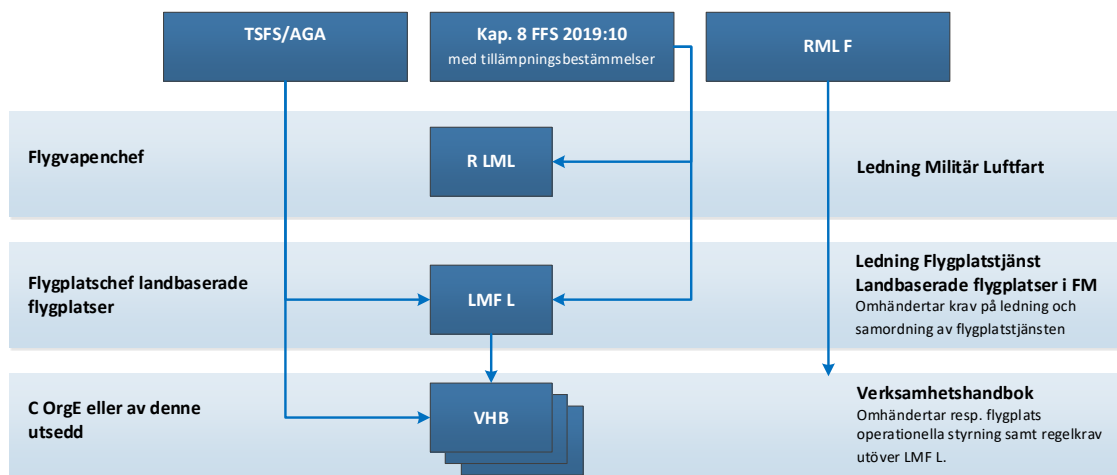 TSFS/AGA
Kap. 8 FFS 2019:10
med tillämpningsbestämmelser
RML F
Flygvapenchef
R LML
Ledning Militär Luftfart
Flygplatschef landbaserade
flygplatser
LMF L
Ledning Flygplatstjänst
Landbaserade flygplatser i FM
Omhändertar krav på ledning och
samordning av flygplatstjänsten
C OrgE eller av denne
utsedd
VHB
Verksamhetshandbok
Omhändertar resp. flygplats
operationella styrning samt regelkrav
utöver LMF L.